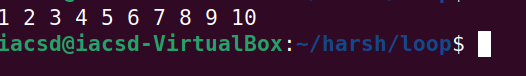 1 2 3 4 5 6 7 8 9 10
iacsd@iacsd-VirtualBox:~/harsh/loop$